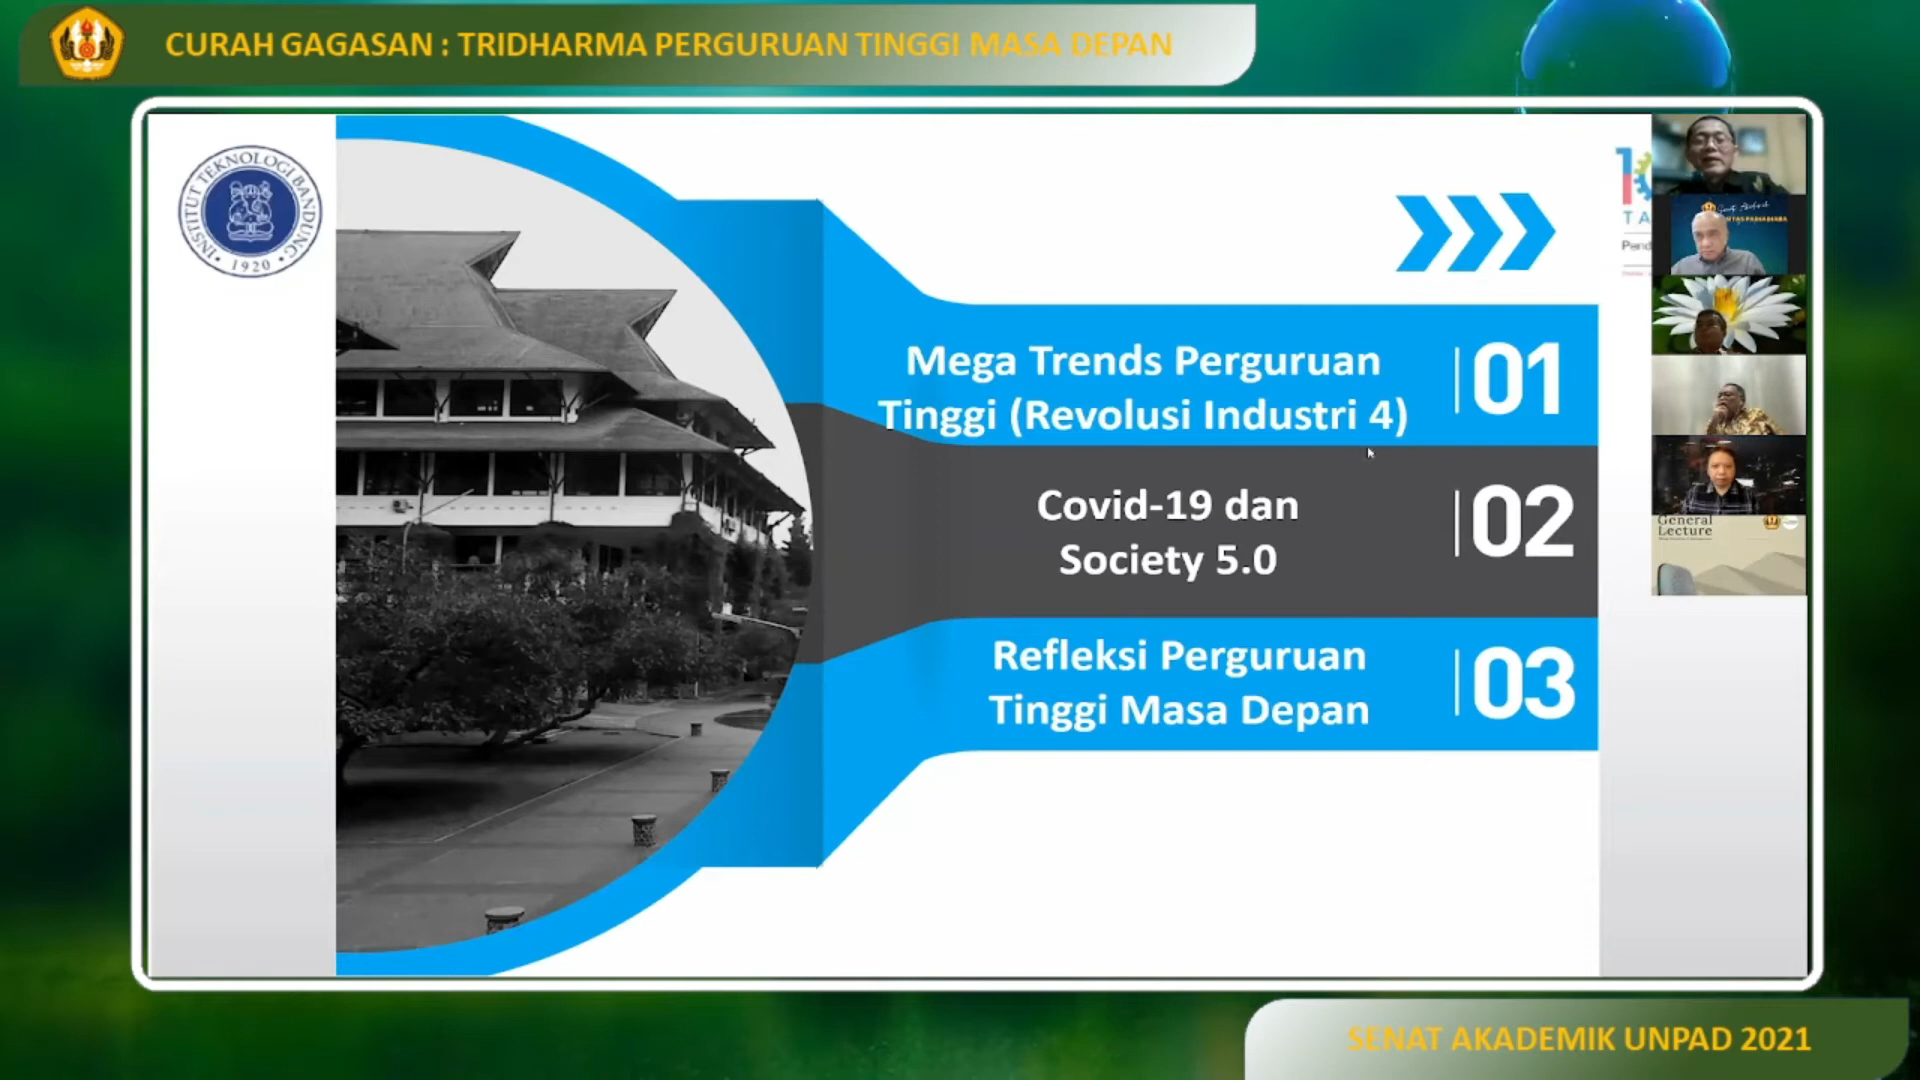 CURAH GAGASAN : TRIDHARMA PERGURUAN TINGGI MASA DEPAN
INSTITUT TEKNOLOGI BANDUNG
1920
Mega Trends Perguruan
Tinggi (Revolusi Industri 4)
01
Covid-19 dan
Society 5.0
02
Refleksi Perguruan
Tinggi Masa Depan
03
General
Lecture
SENAT AKADEMIK UNPAD 2021